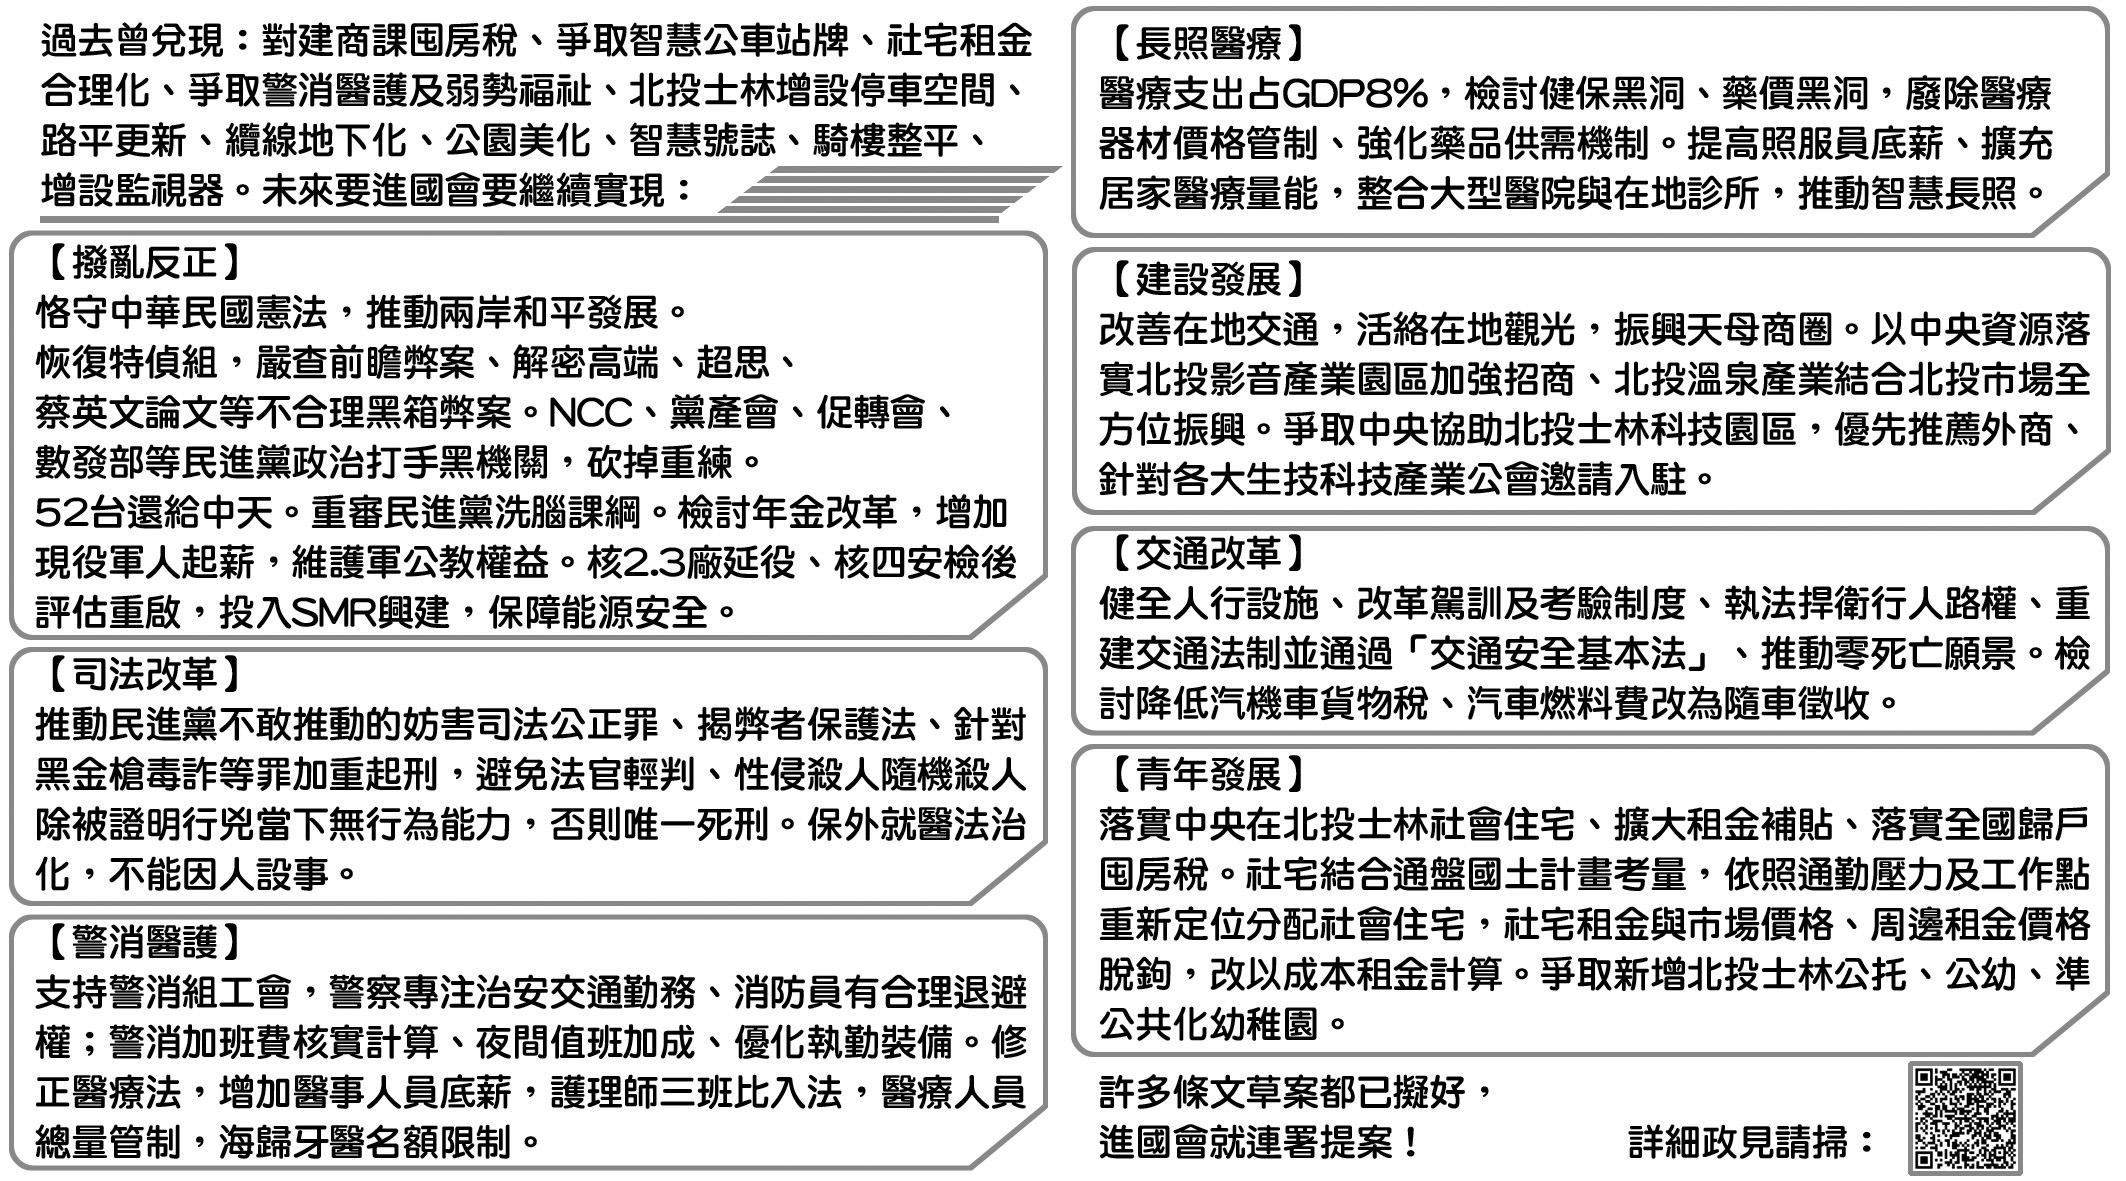 過去曾兌現：對建商課囤房稅、爭取智慧公車站牌、社宅租金
合理化、爭取警消醫護及弱勢福祉、北投士林增設停車空間、
路平更新、纜線地下化、公園美化、智慧號誌、騎樓整平、
增設監視器。未來要進國會要繼續實現：
【撥亂反正】
恪守中華民國憲法，推動兩岸和平發展。
恢復特偵組，嚴查前瞻弊案、解密高端、超思、
蔡英文論文等不合理黑箱弊案。NCC、黨產會、促轉會、
數發部等民進黨政治打手黑機關，砍掉重練。
52台還給中天。重審民進黨洗腦課綱。檢討年金改革，增加
現役軍人起薪，維護軍公教權益。核2.3廠延役、核四安檢後
評估重啟，投入SMR興建，保障能源安全。
【司法改革】
推動民進黨不敢推動的妨害司法公正罪、揭弊者保護法、針對
黑金槍毒詐等罪加重起刑，避免法官輕判、性侵殺人隨機殺人
除被證明行兇當下無行為能力，否則唯一死刑。保外就醫法治
化，不能因人設事。
【警消醫護】
支持警消組工會，警察專注治安交通勤務、消防員有合理退避
權；警消加班費核實計算、夜間值班加成、優化執勤裝備。修
正醫療法，增加醫事人員底薪，護理師三班比入法，醫療人員
總量管制，海歸牙醫名額限制。
【長照醫療】
醫療支出占GDP8%，檢討健保黑洞、藥價黑洞，廢除醫療
器材價格管制、強化藥品供需機制。提高照服員底薪、擴充
居家醫療量能，整合大型醫院與在地診所，推動智慧長照。
【建設發展】
改善在地交通，活絡在地觀光，振興天母商圈。以中央資源落
實北投影音產業園區加強招商、北投溫泉產業結合北投市場全
方位振興。爭取中央協助北投士林科技園區，優先推薦外商、
針對各大生技科技產業公會邀請入駐。
【交通改革】
健全人行設施、改革駕訓及考驗制度、執法捍衛行人路權、重
建交通法制並通過「交通安全基本法」、推動零死亡願景。檢
討降低汽機車貨物稅、汽車燃料費改為隨車徵收。
【青年發展】
落實中央在北投士林社會住宅、擴大租金補貼、落實全國歸戶
囤房稅。社宅結合通盤國土計畫考量，依照通勤壓力及工作點
重新定位分配社會住宅，社宅租金與市場價格、周邊租金價格
脫鉤，改以成本租金計算。爭取新增北投士林公托、公幼、準
公共化幼稚園。
許多條文草案都已擬好，
進國會就連署提案！
詳細政見請掃：